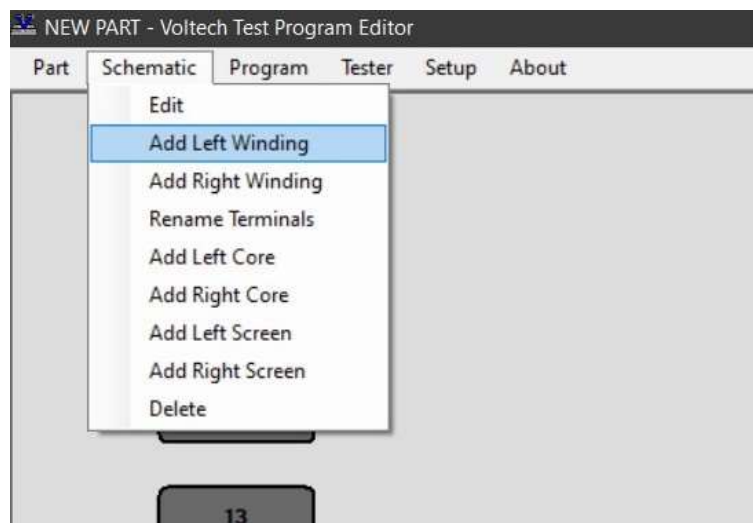 NEW PART - Voltech Test Program Editor
Part Schematic Program Tester Setup About
Edit
Add Left Winding
Add Right Winding
Rename Terminals
Add Left Core
Add Right Core
Add Left Screen
Add Right Screen
Delete
13